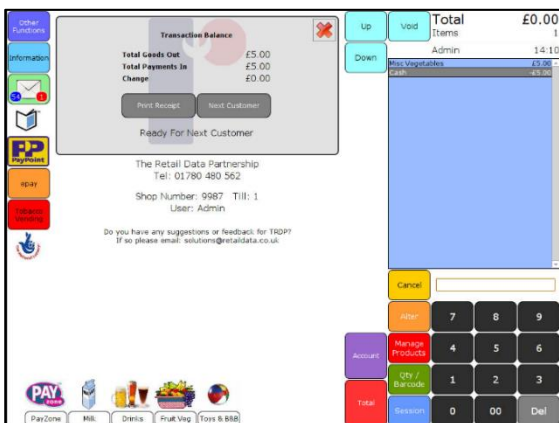 Other
Functions
Information
54
1
PayPoint
epay
Tobacco
Vending
Transaction Balance
Total Goods Out £5.00
Total Payments In £5.00
Change £0.00
Print Receipt
Next Customer
Ready For Next Customer
The Retail Data Partnership
Tel: 01780 480 562
Shop Number: 9987 Till: 1
User: Admin
Do you have any suggestions or feedback for TRDP?
If so please email: solutions@retaildata.co.uk
PAY
ZONE
PayZone
Milk
Drinks
Fruit Veg
Toys & BBB
Up
Down
Void
Total £0.00
Items 1
Admin 14:10
Misc Vegetables £5.00
Cash -£5.00
Cancel
Alter
7 8 9
Manage
Products
4 5 6
Account
Qty /
Barcode
1 2 3
Total
Session
0 00 Del